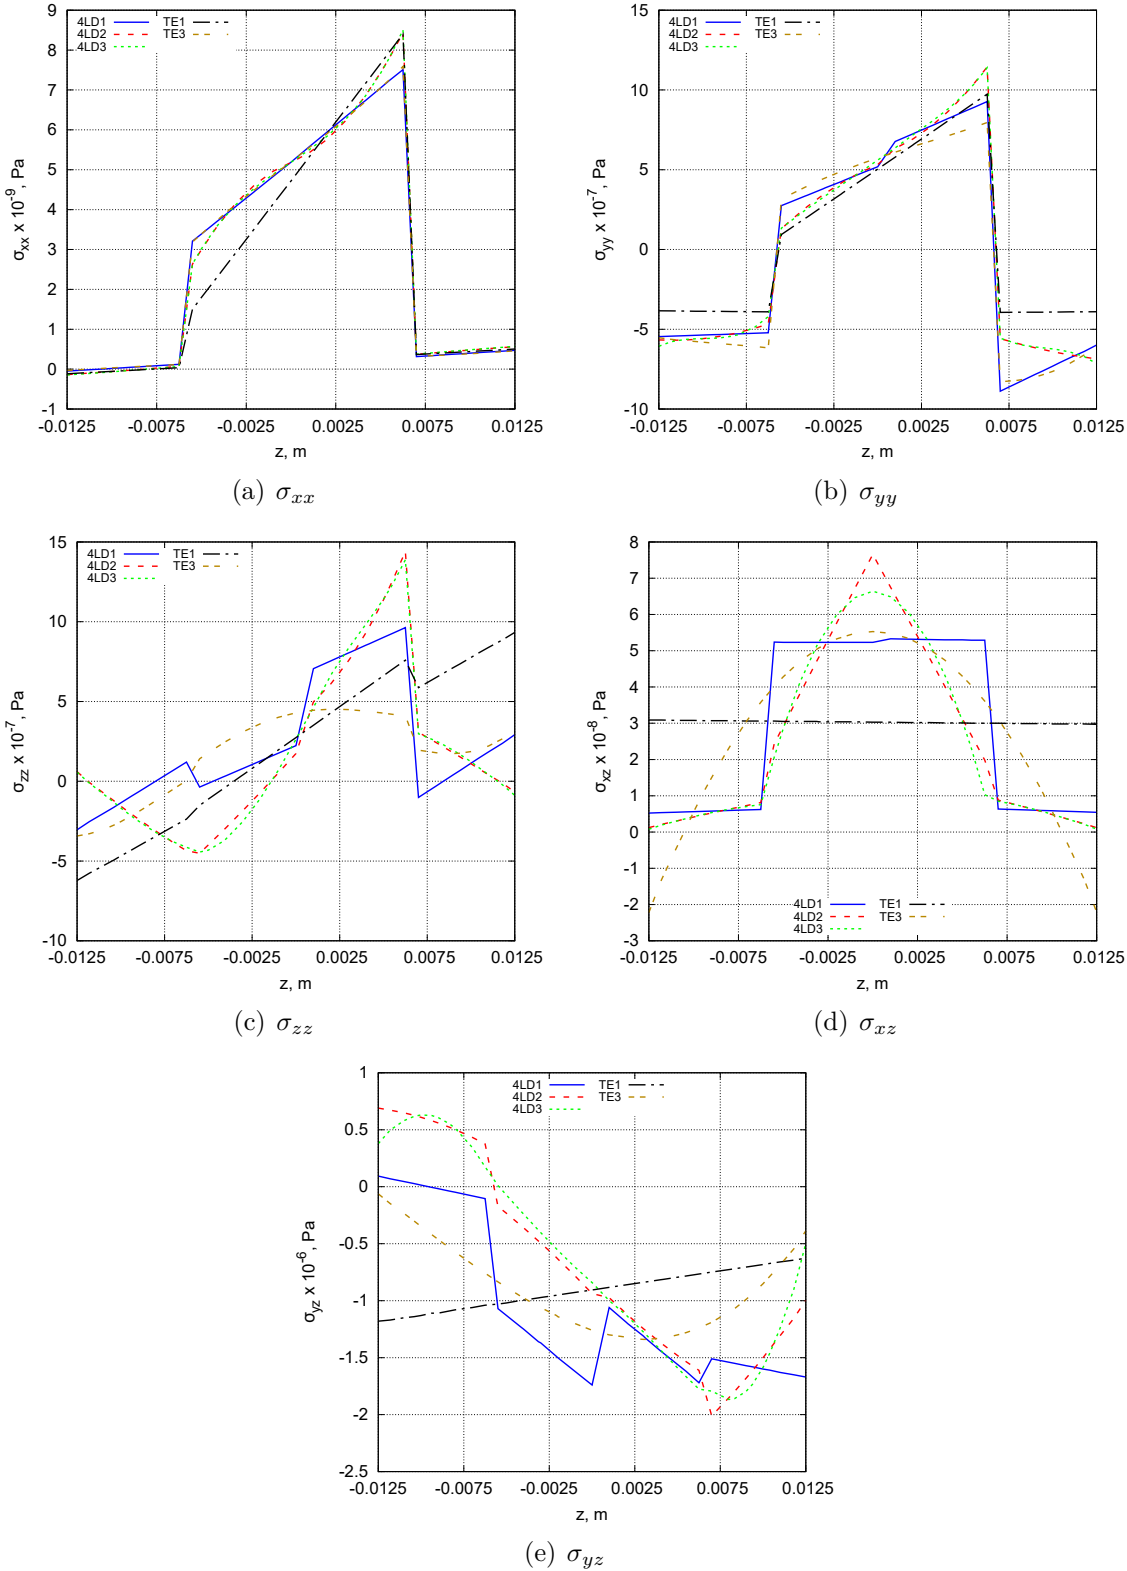 9
8
7
6
5
4
3
2
1
0
-1
σxx x 10-9, Pa
4LD1
4LD2
4LD3
TE1
TE3
-0.0125 -0.0075 -0.0025 0.0025 0.0075 0.0125
z, m
(a) σxx
15
10
5
0
-5
-10
σyy x 10-7, Pa
4LD1
4LD2
4LD3
TE1
TE3
-0.0125 -0.0075 -0.0025 0.0025 0.0075 0.0125
z, m
(b) σyy
15
10
5
0
-5
-10
σzz x 10-7, Pa
4LD1
4LD2
4LD3
TE1
TE3
-0.0125 -0.0075 -0.0025 0.0025 0.0075 0.0125
z, m
(c) σzz
8
7
6
5
4
3
2
1
0
-1
-2
-3
σxz x 10-8, Pa
4LD1
4LD2
4LD3
TE1
TE3
-0.0125 -0.0075 -0.0025 0.0025 0.0075 0.0125
z, m
(d) σxz
1
0.5
0
-0.5
-1
-1.5
-2
-2.5
σyz x 10-6, Pa
4LD1
4LD2
4LD3
TE1
TE3
-0.0125 -0.0075 -0.0025 0.0025 0.0075 0.0125
z, m
(e) σyz